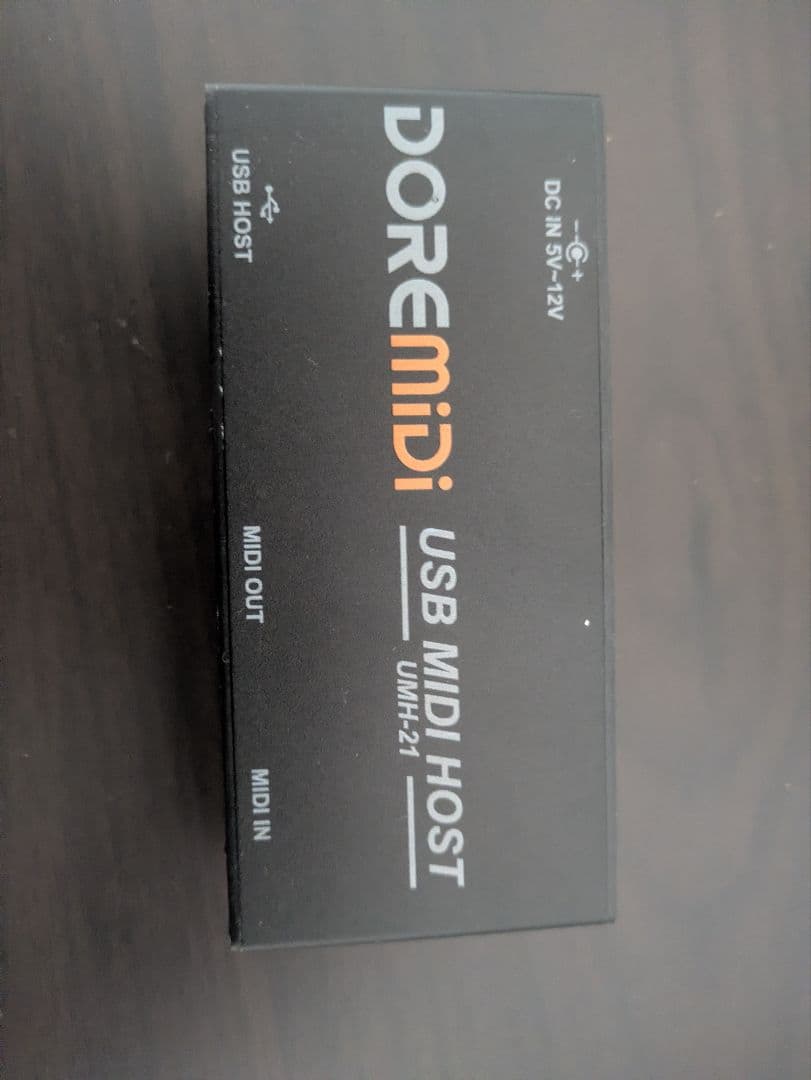 DC IN 5V~12V
DOREMiDi USB MIDI HOST
UMH-21
USB HOST MIDI OUT MIDI IN